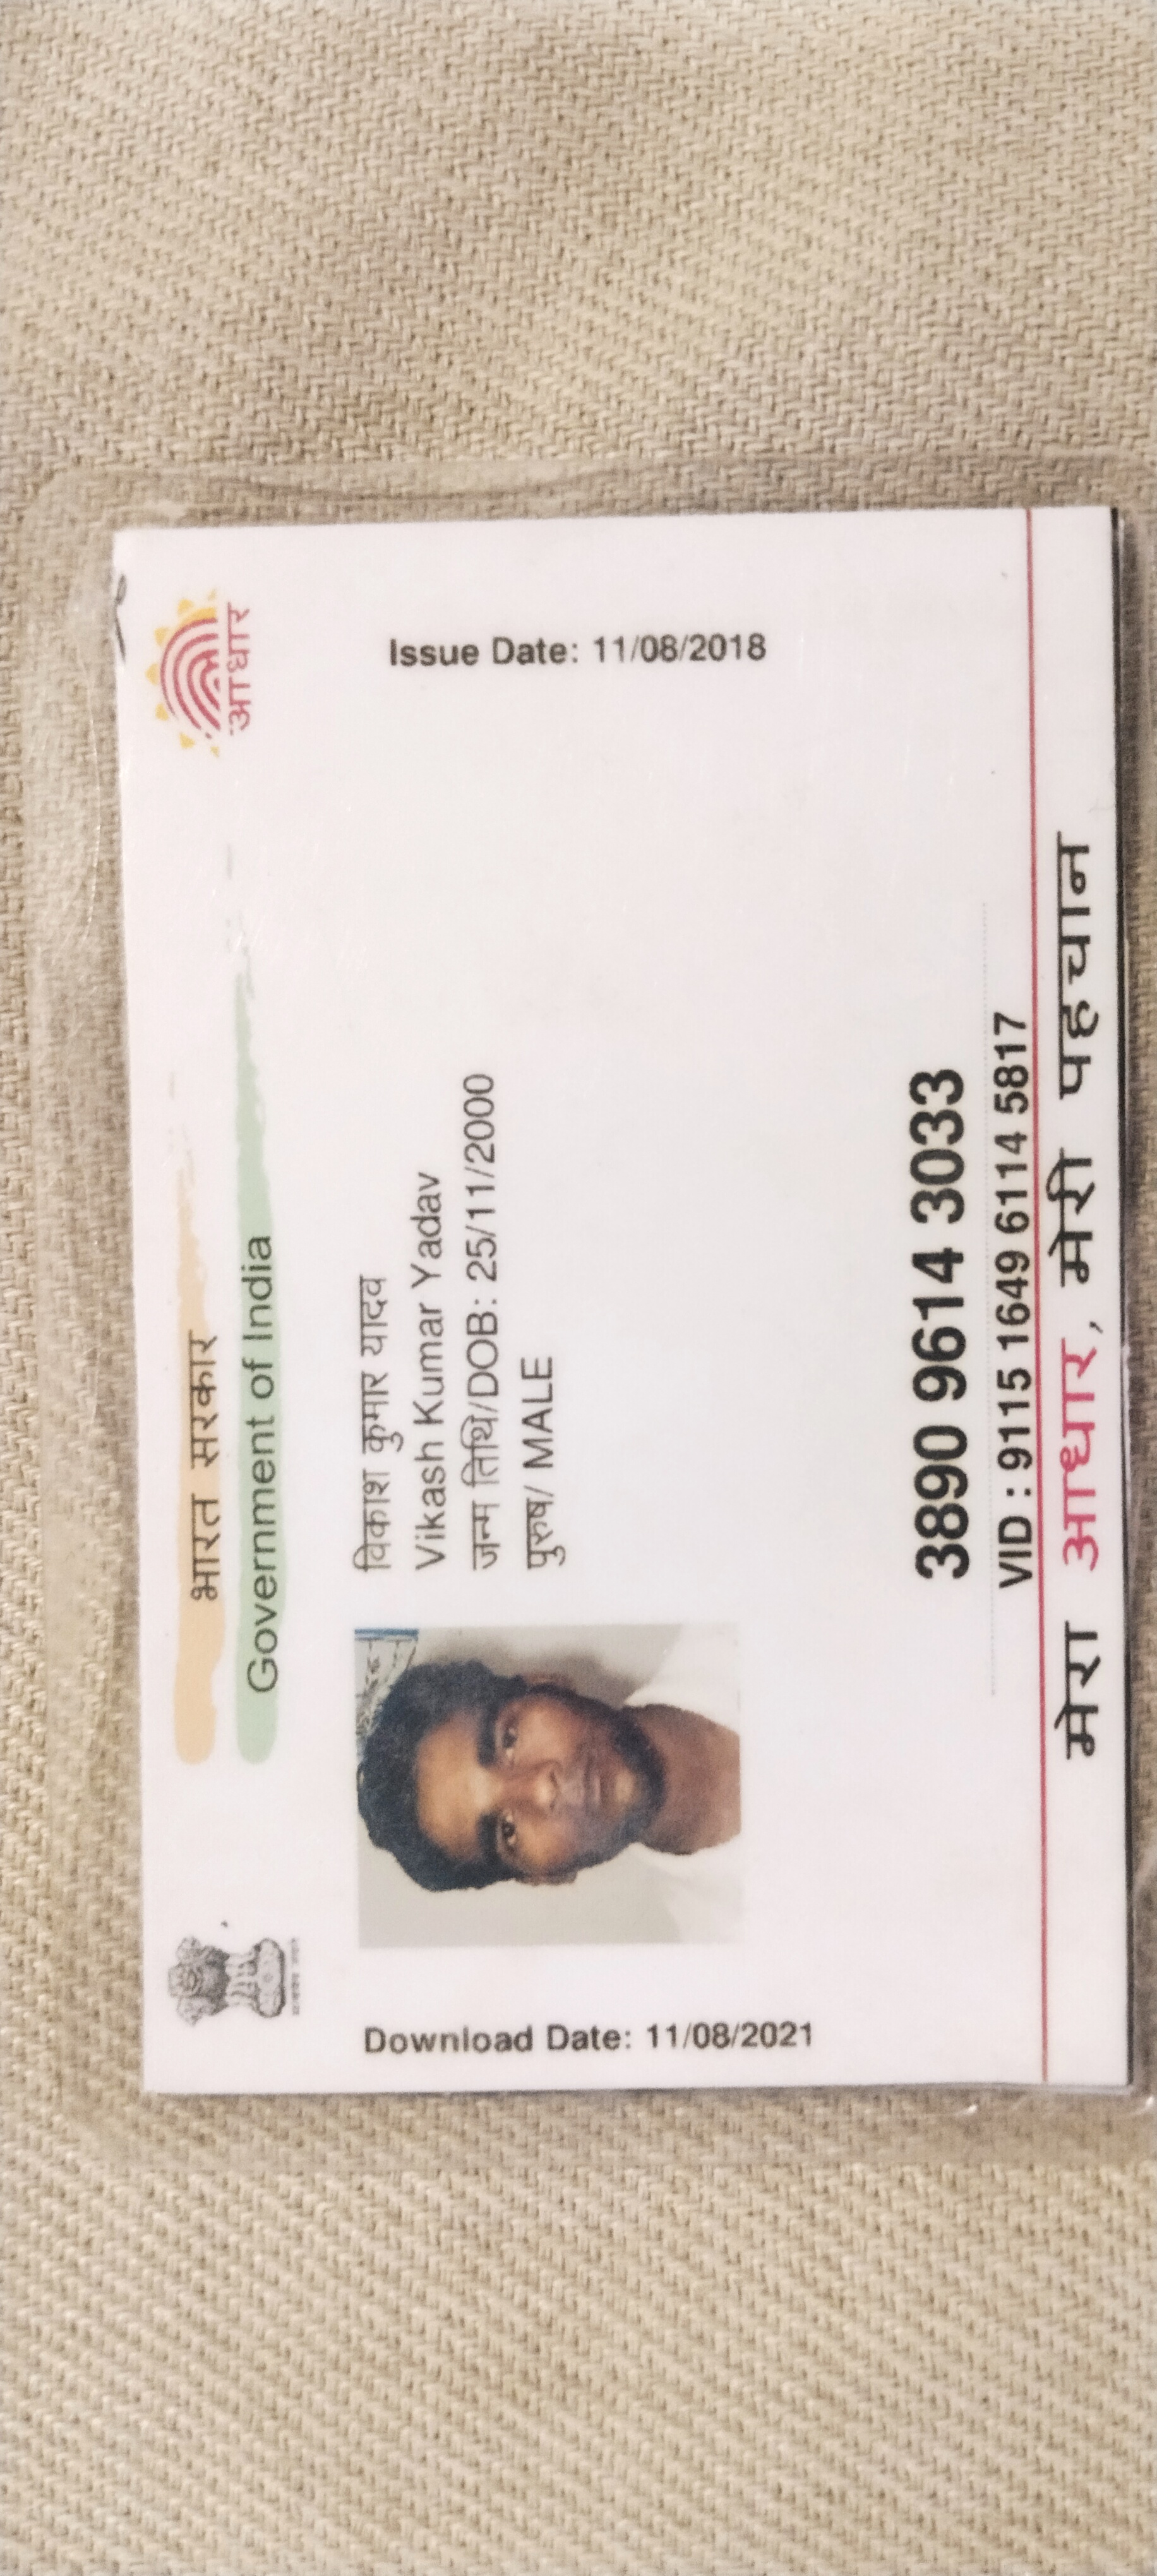 भारत सरकार
Government of India
आधार
Download Date: 11/08/2021
Issue Date: 11/08/2018
विकाश कुमार यादव
Vikash Kumar Yadav
जन्म तिथि/DOB: 25/11/2000
पुरुष/ MALE
3890 9614 3033
VID : 9115 1649 6114 5817
मेरा आधार, मेरी पहचान